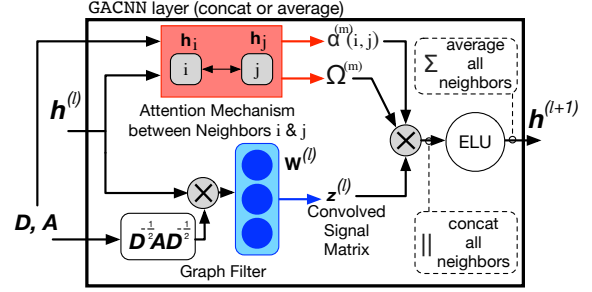 GACNN layer (concat or average)
h_i h_j
i j
α^(m)(i,j)
Ω^(m)
Attention Mechanism
between Neighbors i & j
Σ average
all
neighbors
h^(l)
h^(l+1)
ELU
W^(l)
z^(l)
Convolved
Signal
Matrix
D, A
D^-1/2 A D^-1/2
Graph Filter
|| concat
all
neighbors